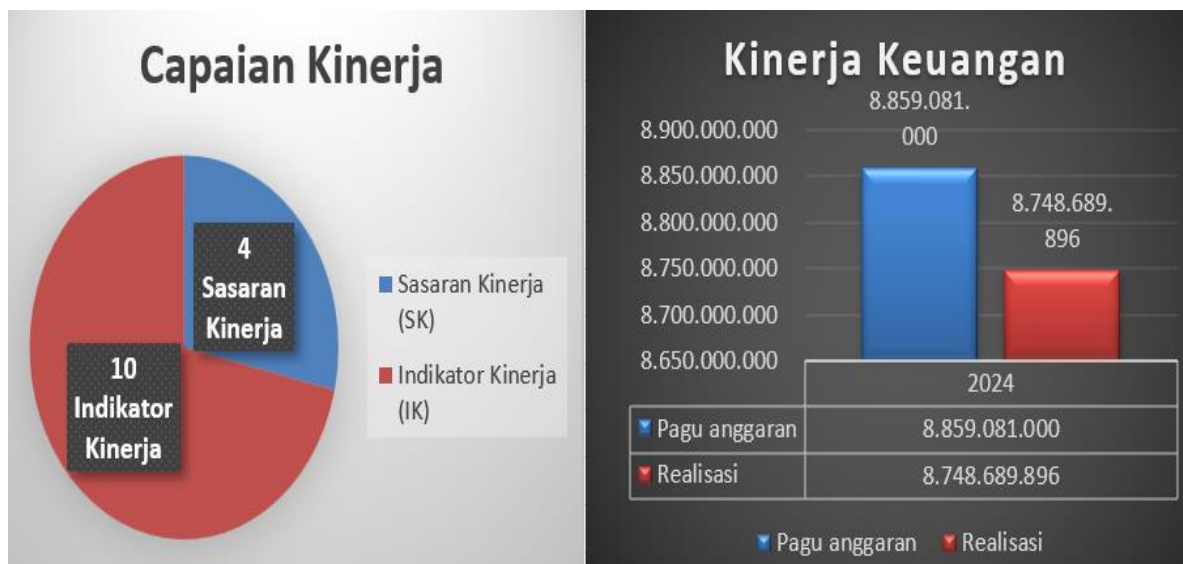 Capaian Kinerja
4
Sasaran
Kinerja
10
Indikator
Kinerja
Sasaran Kinerja
(SK)
Indikator Kinerja
(IK)
Kinerja Keuangan
8.859.081.
000
8.748.689.
896
8.900.000.000
8.850.000.000
8.800.000.000
8.750.000.000
8.700.000.000
8.650.000.000
2024
Pagu anggaran 8.859.081.000
Realisasi 8.748.689.896
Pagu anggaran Realisasi